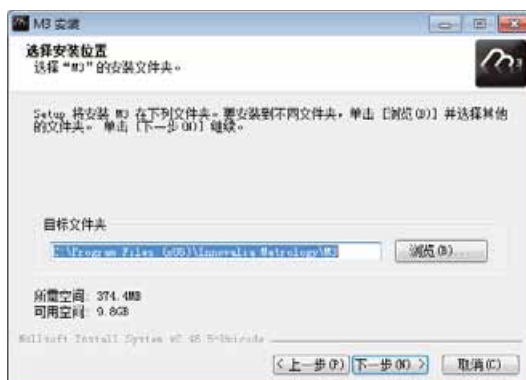 M3 安装
选择安装位置
选择“M3”的安装文件夹。
Setup 将安装 M3 在下列文件夹。要安装到不同文件夹，单击 [浏览(B)] 并选择其他
的文件夹。 单击 [下一步(N)] 继续。
目标文件夹
C:\Program Files (x86)\Innovalia Metrology\M3
浏览(B)...
所需空间: 374.4MB
可用空间: 9.8GB
Nullsoft Install System v2.46.5-Unicode
< 上一步(P)
下一步(N) >
取消(C)